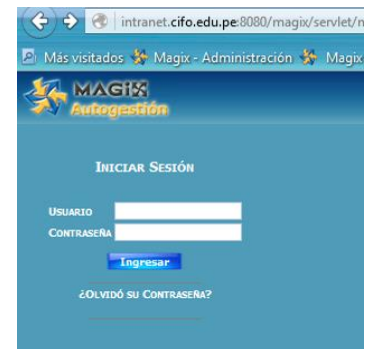 intranet.cifo.edu.pe:8080/magix/servlet/
Más visitados Magix - Administración Magix
MAGIX
Autogestión
INICIAR SESIÓN
USUARIO
CONTRASEÑA
Ingresar
¿OLVIDÓ SU CONTRASEÑA?